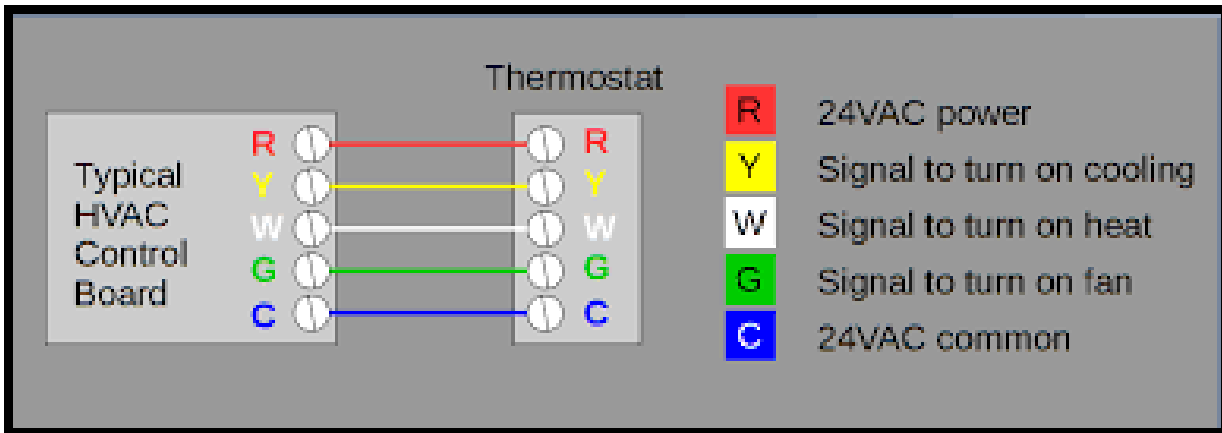 Thermostat
Typical
HVAC
Control
Board
R
Y
W
G
C
R
Y
W
G
C
R 24VAC power
Y Signal to turn on cooling
W Signal to turn on heat
G Signal to turn on fan
C 24VAC common